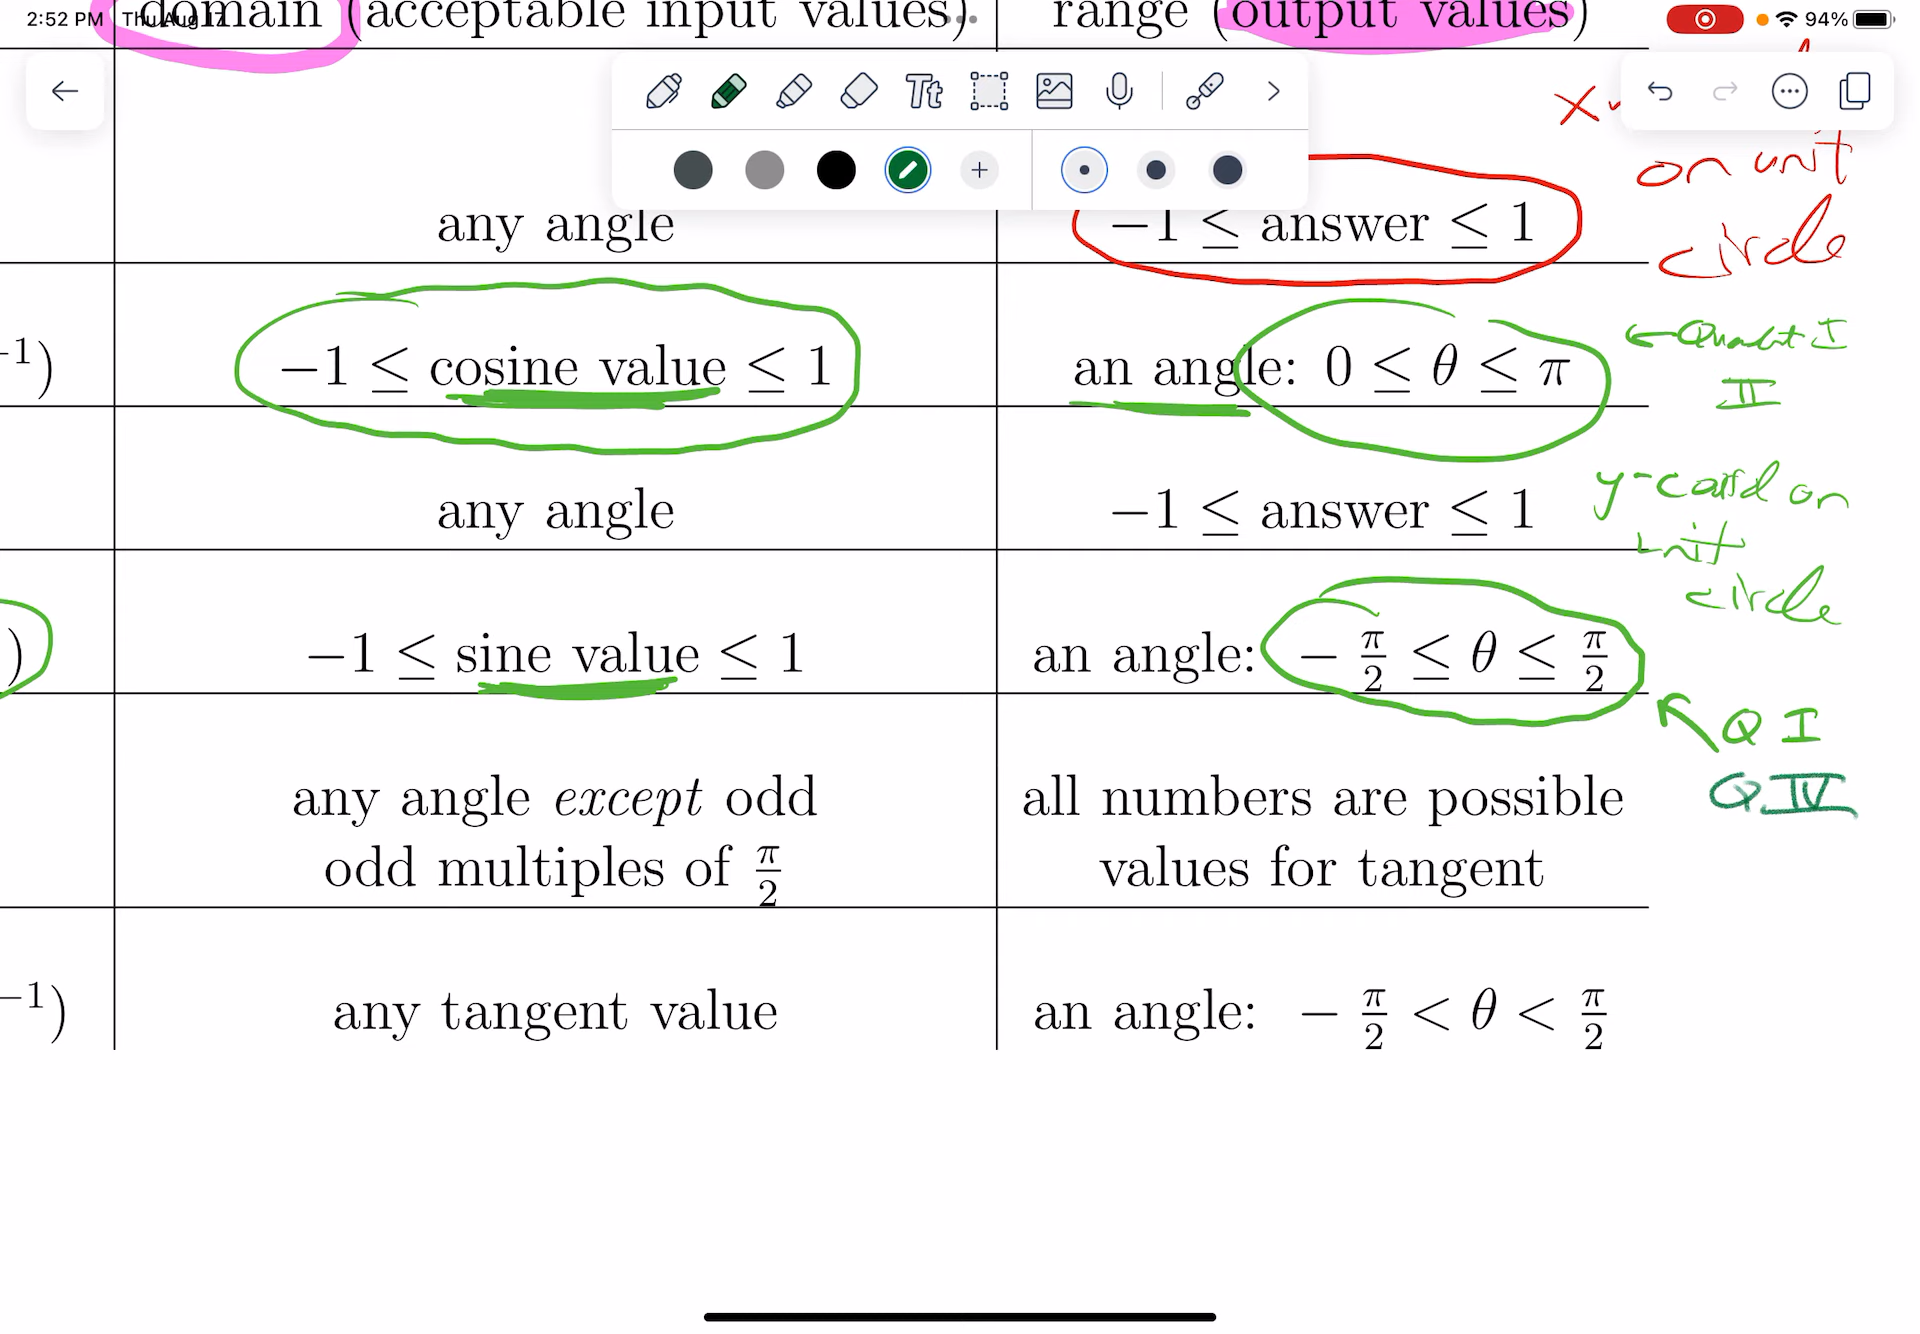 2:52 PM Thu Aug 17 94%
domain (acceptable input values) range (output values)
Tt
on unit
circle
any angle −1 ≤ answer ≤ 1
−1) −1 ≤ cosine value ≤ 1 an angle: 0 ≤ θ ≤ π
I
II
any angle −1 ≤ answer ≤ 1
y-coord on
unit
circle
) −1 ≤ sine value ≤ 1 an angle: − π/2 ≤ θ ≤ π/2
Q I
Q IV
any angle except odd
odd multiples of π/2
all numbers are possible
values for tangent
−1) any tangent value an angle: − π/2 < θ < π/2